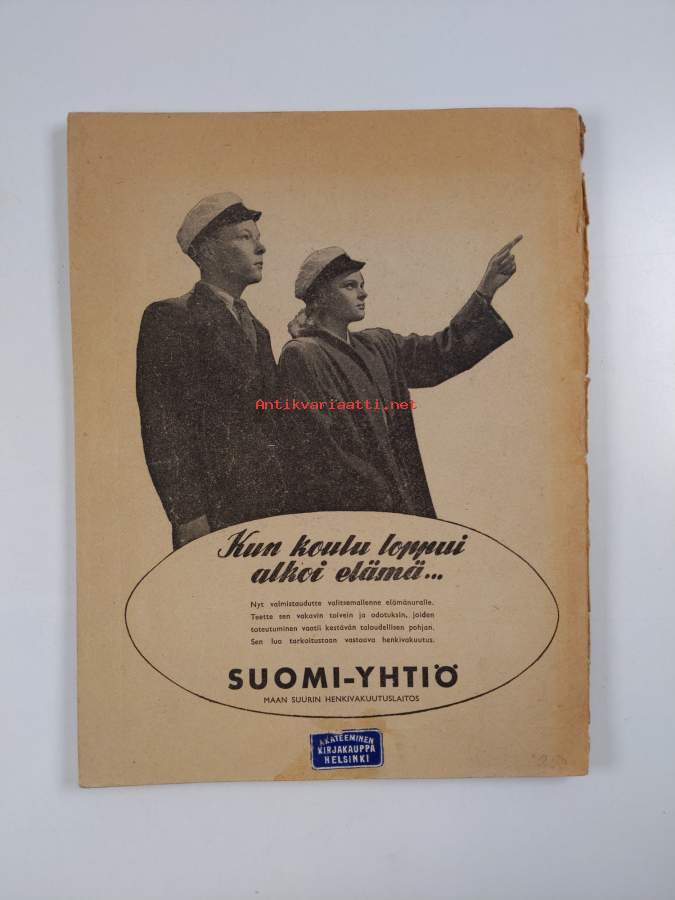 Antikvariaatti.net
Kun koulu loppui
alkoi elämä...
Nyt valmistaudutte valitsemallenne elämänuralle.
Teette sen vakavin toivein ja odotuksin, joiden
toteutuminen vaatii kestävän taloudellisen pohjan.
Sen luo tarkoitustaan vastaava henkivakuutus.
SUOMI-YHTIÖ
MAAN SUURIN HENKIVAKUUTUSLAITOS
AKATEEMINEN
KIRJAKAUPPA
HELSINKI